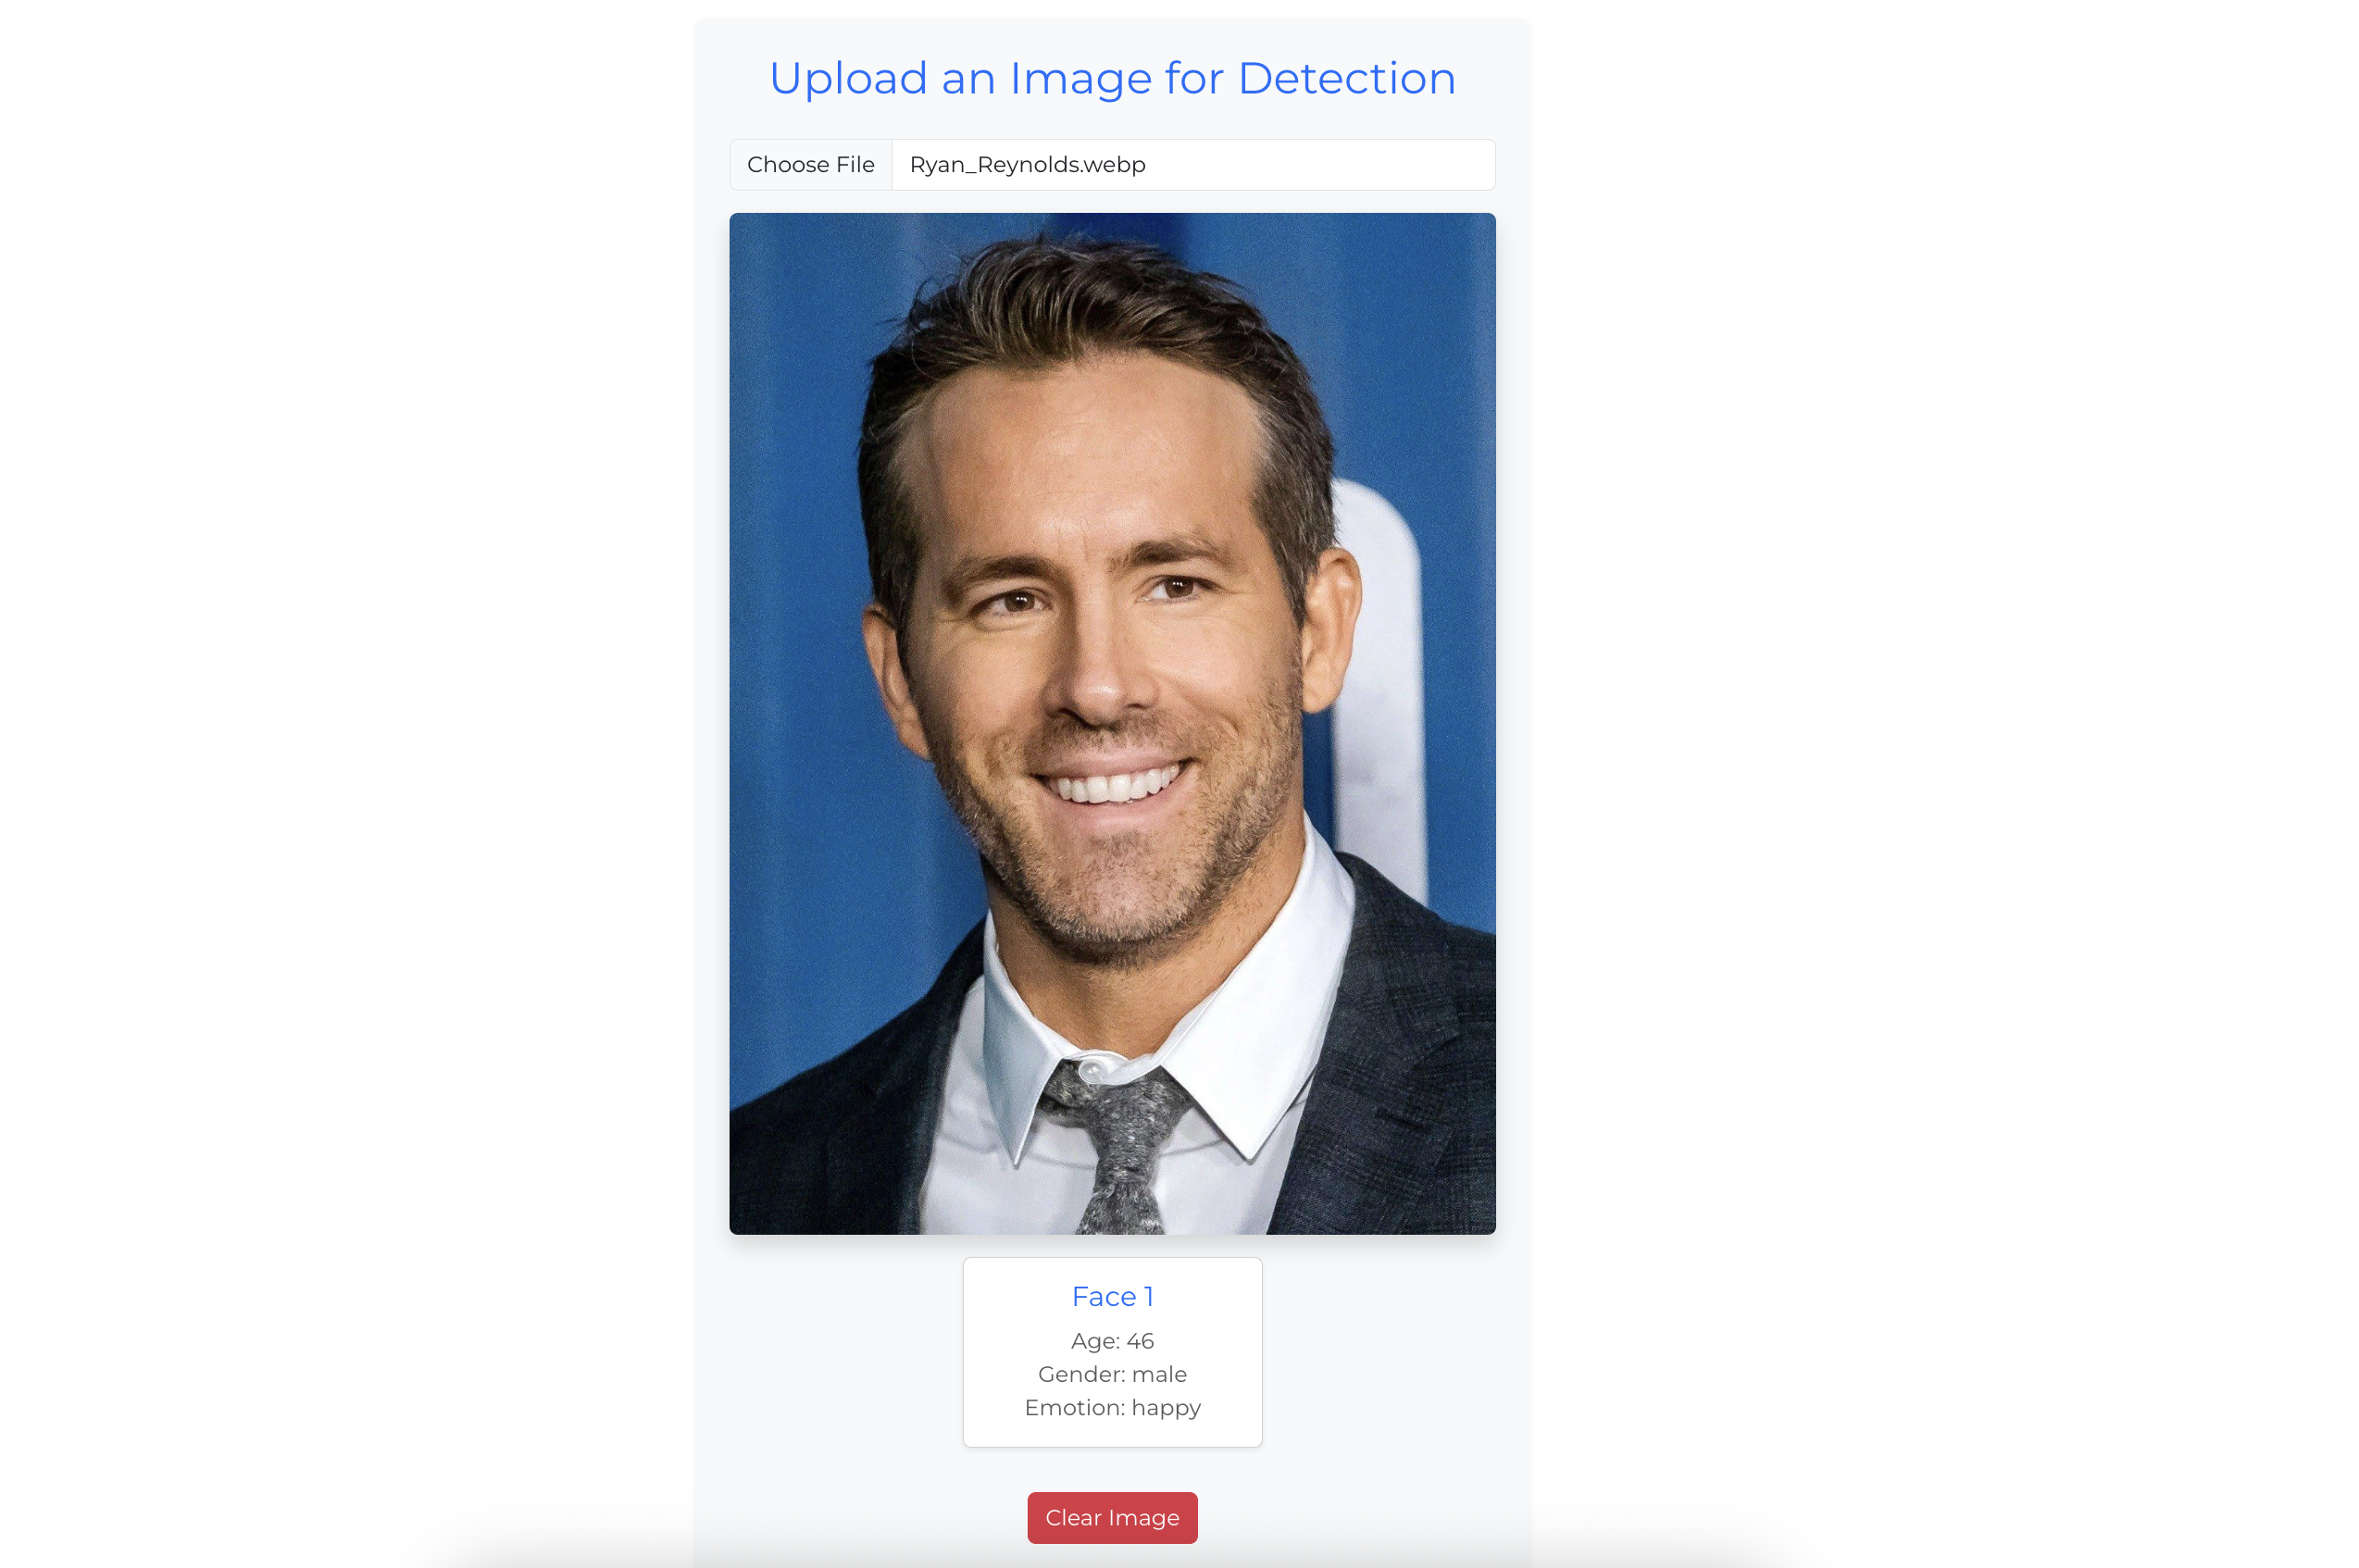 Upload an Image for Detection
Choose File Ryan_Reynolds.webp
Face 1
Age: 46
Gender: male
Emotion: happy
Clear Image